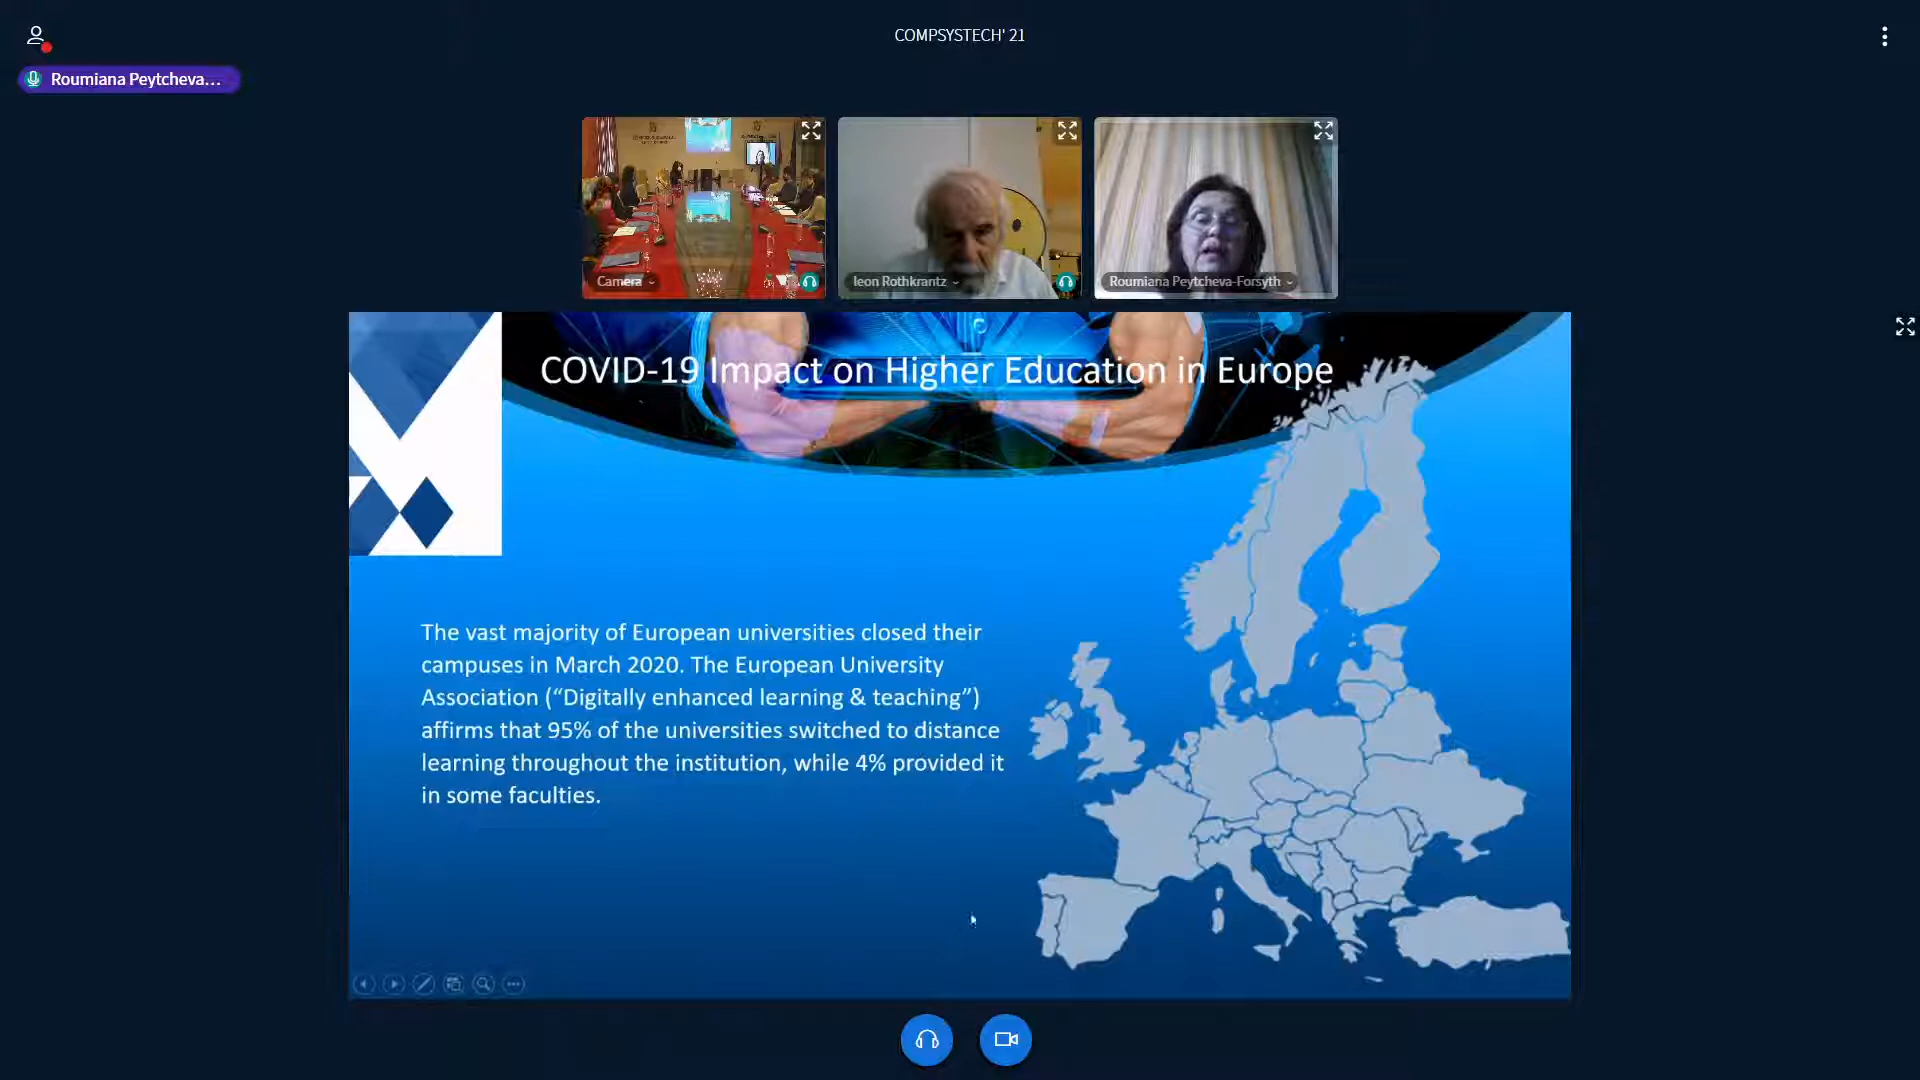 COMPSYSTECH' 21
Roumiana Peytcheva...
Camera
leon Rothkrantz
Roumiana Peytcheva-Forsyth
COVID-19 Impact on Higher Education in Europe
The vast majority of European universities closed their
campuses in March 2020. The European University
Association (“Digitally enhanced learning & teaching”)
affirms that 95% of the universities switched to distance
learning throughout the institution, while 4% provided it
in some faculties.